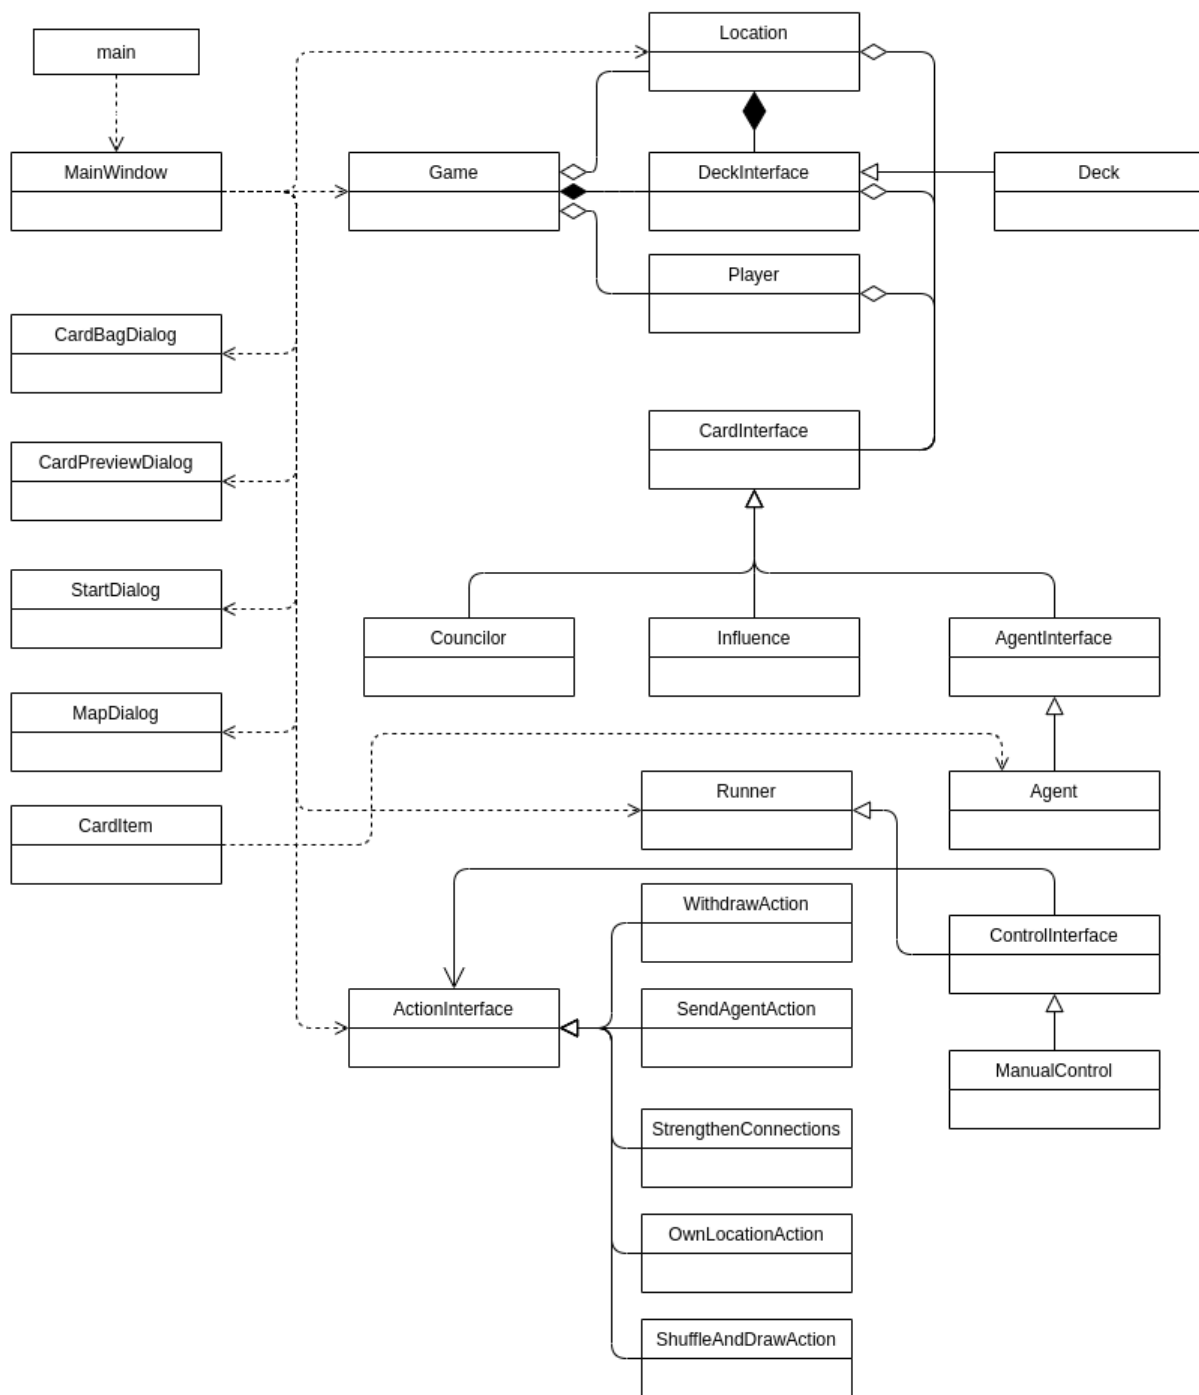 Location
main
MainWindow
Game
DeckInterface
Deck
Player
CardBagDialog
CardInterface
CardPreviewDialog
StartDialog
Councilor
Influence
AgentInterface
MapDialog
Runner
Agent
CardItem
WithdrawAction
ControlInterface
ActionInterface
SendAgentAction
ManualControl
StrengthenConnections
OwnLocationAction
ShuffleAndDrawAction